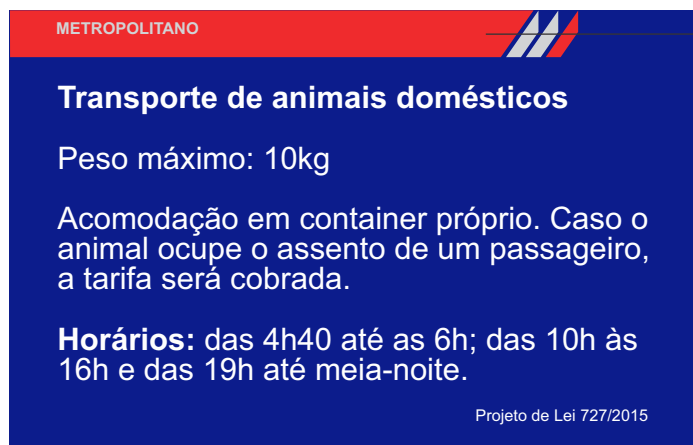 METROPOLITANO
Transporte de animais domésticos
Peso máximo: 10kg
Acomodação em container próprio. Caso o
animal ocupe o assento de um passageiro,
a tarifa será cobrada.
Horários: das 4h40 até as 6h; das 10h às
16h e das 19h até meia-noite.
Projeto de Lei 727/2015